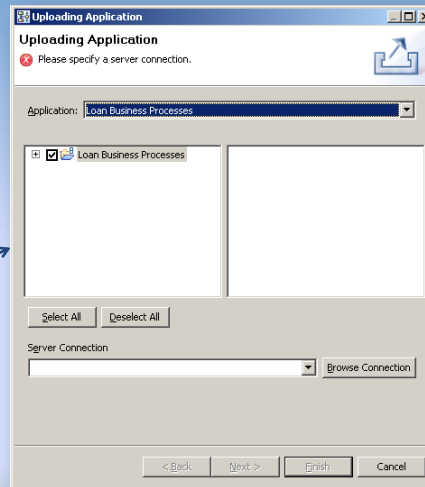 Uploading Application
Uploading Application
Please specify a server connection.
Application: Loan Business Processes
Loan Business Processes
Select All Deselect All
Server Connection
Browse Connection
< Back Next > Finish Cancel